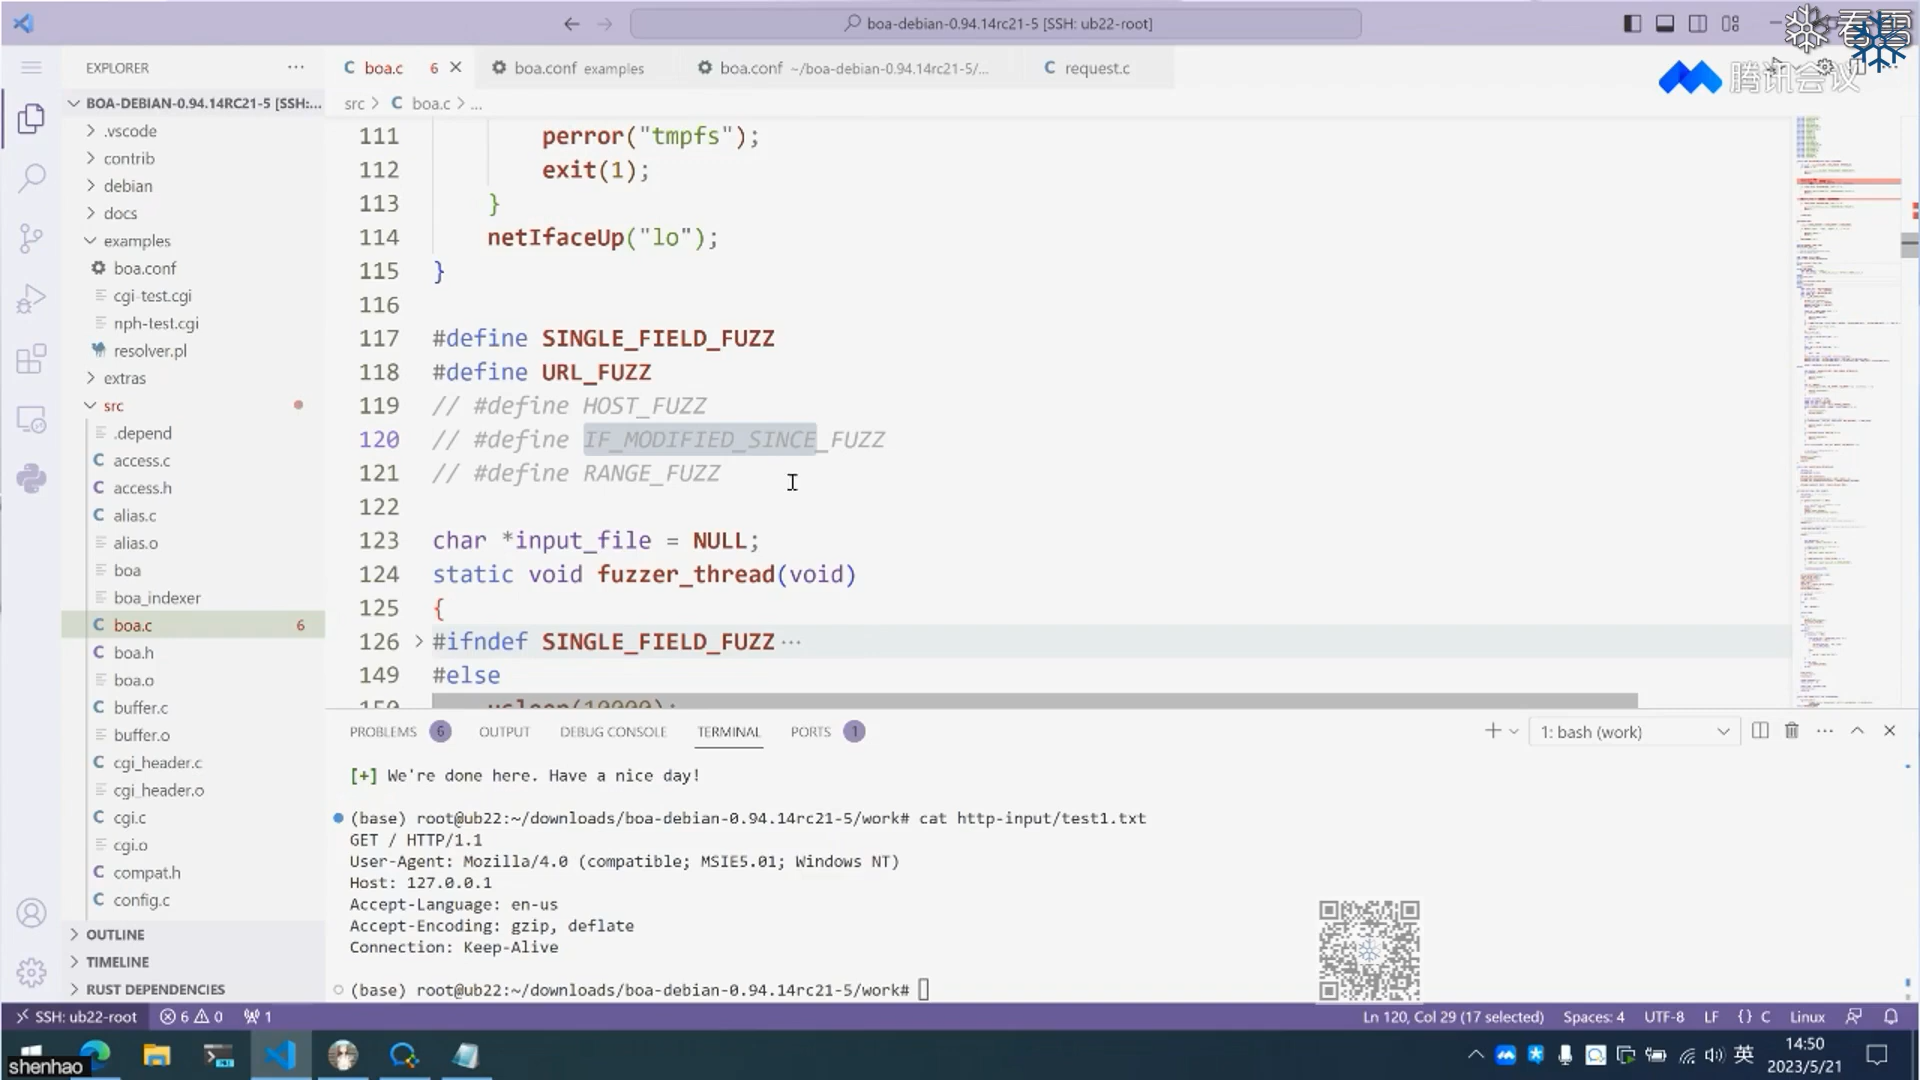 boa-debian-0.94.14rc21-5 [SSH: ub22-root]
看雪
腾讯会议
EXPLORER
boa.c 6
boa.conf examples
boa.conf ~/boa-debian-0.94.14rc21-5/...
request.c
BOA-DEBIAN-0.94.14RC21-5 [SSH:...
src > C boa.c > ...
.vscode
contrib
debian
docs
examples
boa.conf
cgi-test.cgi
nph-test.cgi
resolver.pl
extras
src
.depend
access.c
access.h
alias.c
alias.o
boa
boa_indexer
boa.c 6
boa.h
boa.o
buffer.c
buffer.o
cgi_header.c
cgi_header.o
cgi.c
cgi.o
compat.h
config.c
OUTLINE
TIMELINE
RUST DEPENDENCIES
111 perror("tmpfs");
112 exit(1);
113 }
114 netIfaceUp("lo");
115 }
116
117 #define SINGLE_FIELD_FUZZ
118 #define URL_FUZZ
119 // #define HOST_FUZZ
120 // #define IF_MODIFIED_SINCE_FUZZ
121 // #define RANGE_FUZZ
122
123 char *input_file = NULL;
124 static void fuzzer_thread(void)
125 {
126 #ifndef SINGLE_FIELD_FUZZ ...
149 #else
150 usleep(10000);
PROBLEMS 6 OUTPUT DEBUG CONSOLE TERMINAL PORTS 1
1: bash (work)
[+] We're done here. Have a nice day!
(base) root@ub22:~/downloads/boa-debian-0.94.14rc21-5/work# cat http-input/test1.txt
GET / HTTP/1.1
User-Agent: Mozilla/4.0 (compatible; MSIE5.01; Windows NT)
Host: 127.0.0.1
Accept-Language: en-us
Accept-Encoding: gzip, deflate
Connection: Keep-Alive
(base) root@ub22:~/downloads/boa-debian-0.94.14rc21-5/work#
SSH: ub22-root 6 0 1
Ln 120, Col 29 (17 selected) Spaces: 4 UTF-8 LF {} C Linux
shenhao
英
14:50
2023/5/21